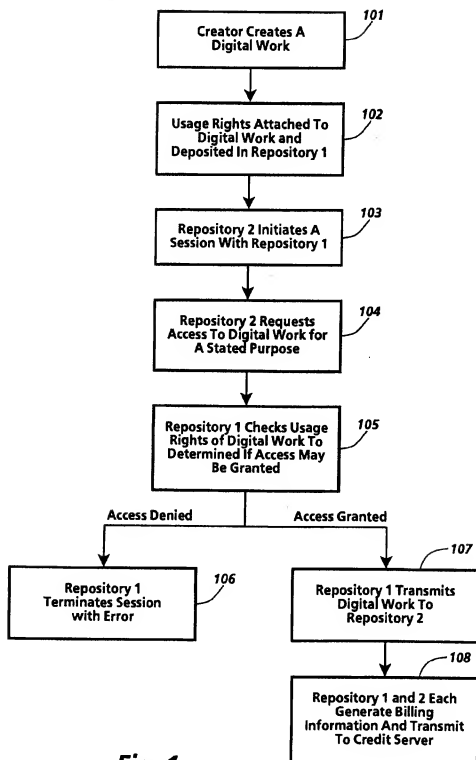 101
Creator Creates A
Digital Work
102
Usage Rights Attached To
Digital Work and
Deposited In Repository 1
103
Repository 2 Initiates A
Session With Repository 1
104
Repository 2 Requests
Access To Digital Work for
A Stated Purpose
105
Repository 1 Checks Usage
Rights of Digital Work To
Determined If Access May
Be Granted
Access Denied
Access Granted
106
Repository 1
Terminates Session
with Error
107
Repository 1 Transmits
Digital Work To
Repository 2
108
Repository 1 and 2 Each
Generate Billing
Information And Transmit
To Credit Server